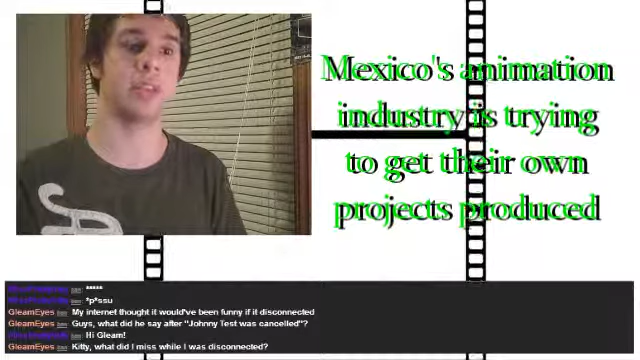 Mexico's animation
industry is trying
to get their own
projects produced
*****
*p*ssu
GleamEyes My internet thought it would've been funny if it disconnected
GleamEyes Guys, what did he say after "Johnny Test was cancelled"?
Hi Gleam!
GleamEyes Kitty, what did I miss while I was disconnected?